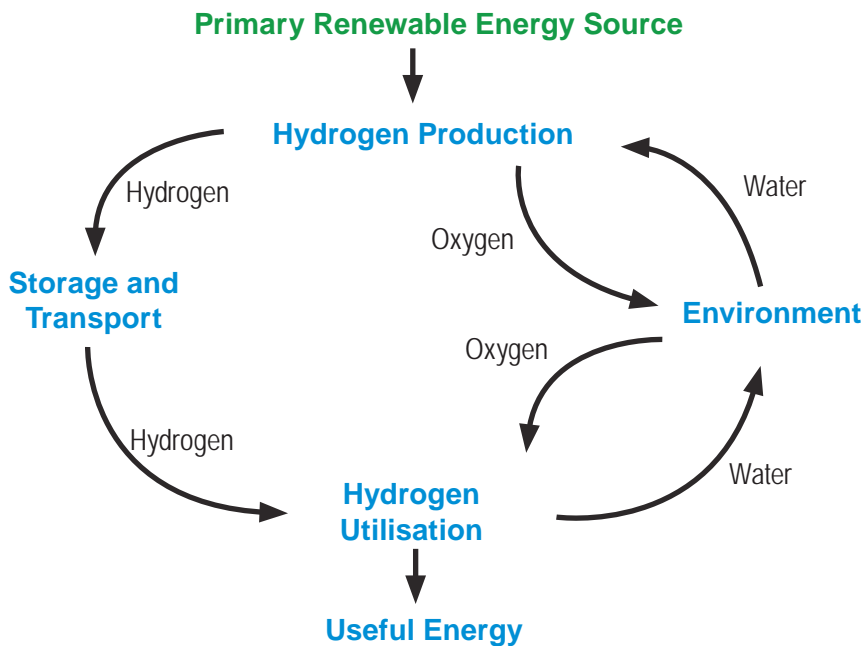 Primary Renewable Energy Source
Hydrogen Production
Hydrogen
Water
Oxygen
Storage and
Transport
Environment
Oxygen
Hydrogen
Water
Hydrogen
Utilisation
Useful Energy